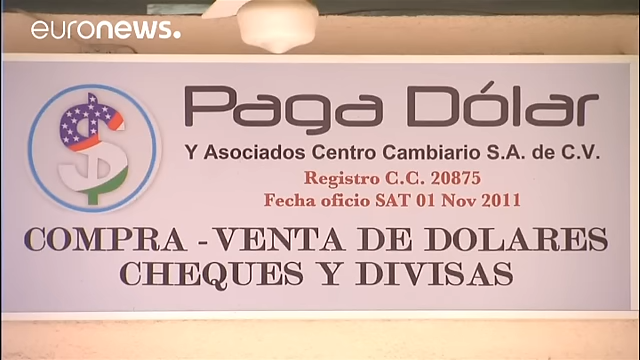 euronews.
Paga Dólar
Y Asociados Centro Cambiario S.A. de C.V.
Registro C.C. 20875
Fecha oficio SAT 01 Nov 2011
COMPRA - VENTA DE DOLARES
CHEQUES Y DIVISAS